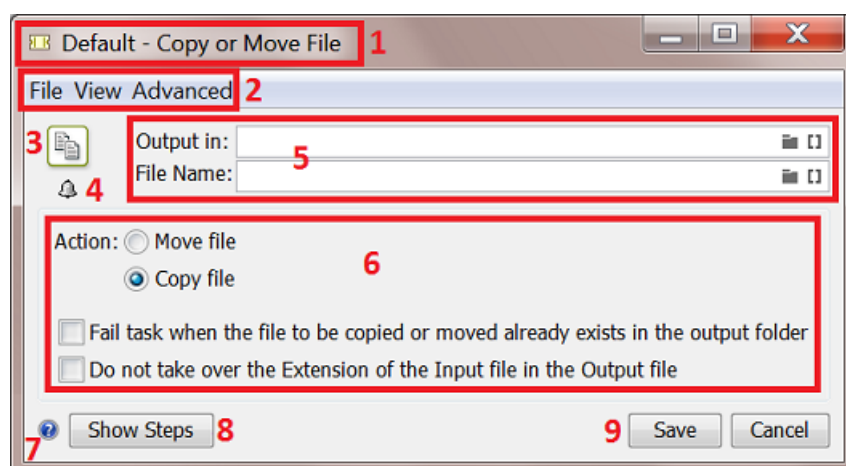 Default - Copy or Move File 1
File View Advanced 2
3 Output in: 5
4 File Name:
Action: Move file
6
Copy file
Fail task when the file to be copied or moved already exists in the output folder
Do not take over the Extension of the Input file in the Output file
7 Show Steps 8 9 Save Cancel